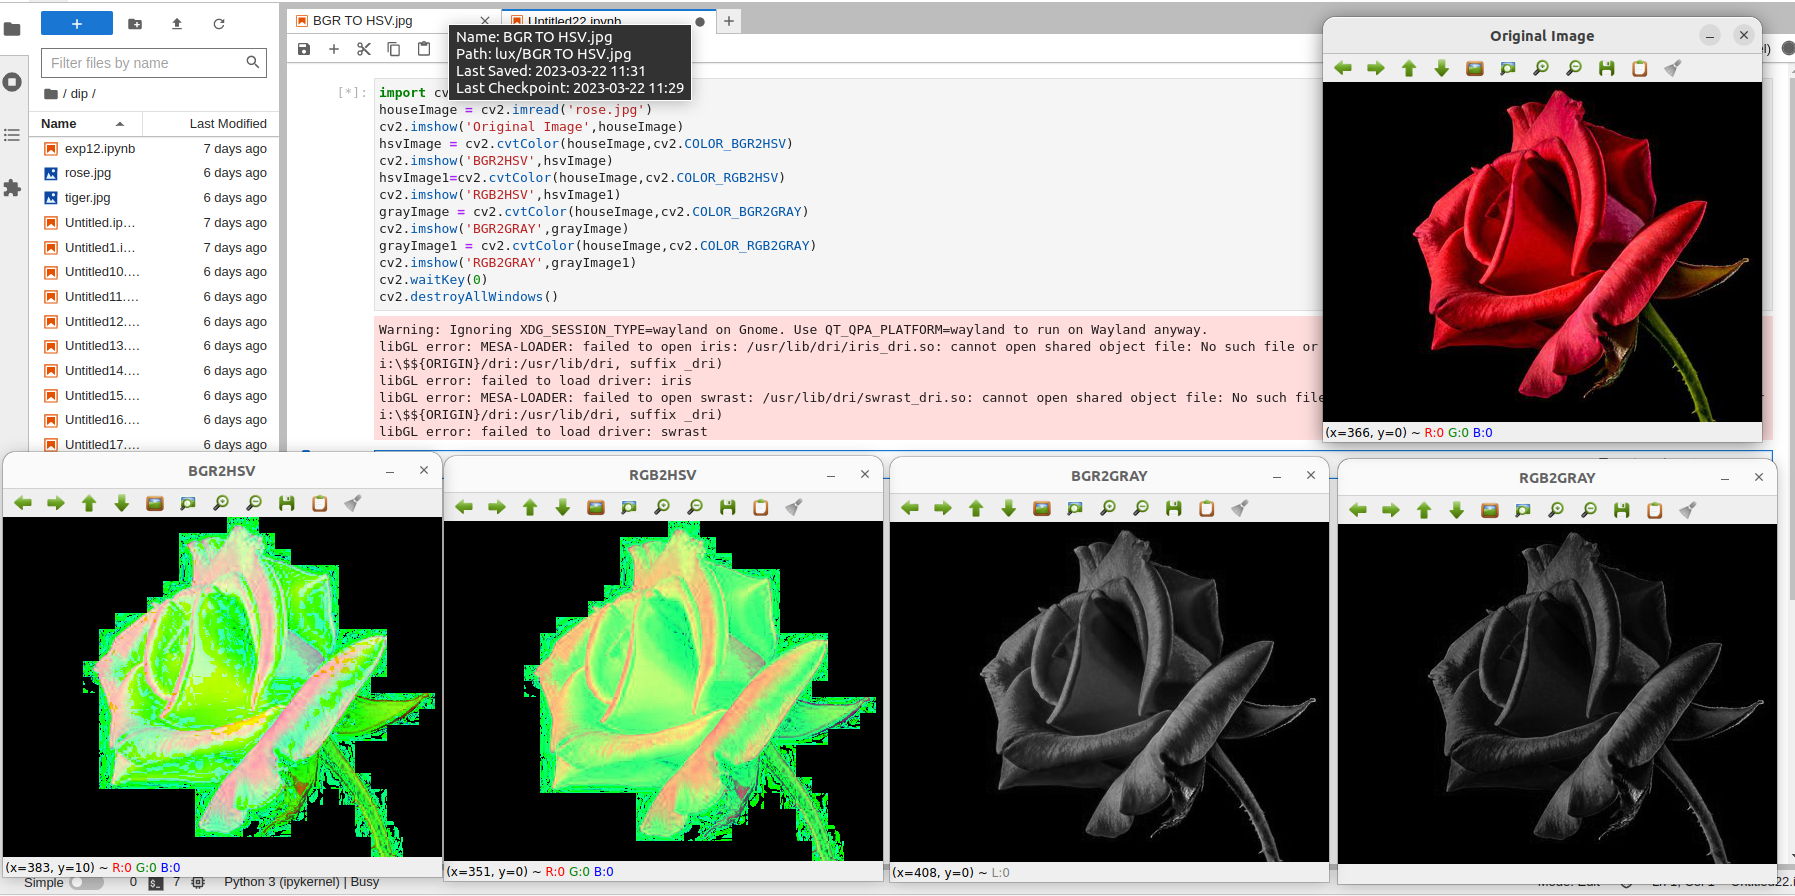 BGR TO HSV.jpg
Untitled22.ipynb
Name: BGR TO HSV.jpg
Path: lux/BGR TO HSV.jpg
Last Saved: 2023-03-22 11:31
Last Checkpoint: 2023-03-22 11:29
Filter files by name
/ dip /
Name Last Modified
exp12.ipynb 7 days ago
rose.jpg 6 days ago
tiger.jpg 6 days ago
Untitled.ip... 7 days ago
Untitled1.i... 7 days ago
Untitled10.... 6 days ago
Untitled11.... 6 days ago
Untitled12.... 6 days ago
Untitled13.... 6 days ago
Untitled14.... 6 days ago
Untitled15.... 6 days ago
Untitled16.... 6 days ago
Untitled17.... 6 days ago
[*]:
import cv
houseImage = cv2.imread('rose.jpg')
cv2.imshow('Original Image',houseImage)
hsvImage = cv2.cvtColor(houseImage,cv2.COLOR_BGR2HSV)
cv2.imshow('BGR2HSV',hsvImage)
hsvImage1=cv2.cvtColor(houseImage,cv2.COLOR_RGB2HSV)
cv2.imshow('RGB2HSV',hsvImage1)
grayImage = cv2.cvtColor(houseImage,cv2.COLOR_BGR2GRAY)
cv2.imshow('BGR2GRAY',grayImage)
grayImage1 = cv2.cvtColor(houseImage,cv2.COLOR_RGB2GRAY)
cv2.imshow('RGB2GRAY',grayImage1)
cv2.waitKey(0)
cv2.destroyAllWindows()
Warning: Ignoring XDG_SESSION_TYPE=wayland on Gnome. Use QT_QPA_PLATFORM=wayland to run on Wayland anyway.
libGL error: MESA-LOADER: failed to open iris: /usr/lib/dri/iris_dri.so: cannot open shared object file: No such file or
i:\$${ORIGIN}/dri:/usr/lib/dri, suffix _dri)
libGL error: failed to load driver: iris
libGL error: MESA-LOADER: failed to open swrast: /usr/lib/dri/swrast_dri.so: cannot open shared object file: No such file
i:\$${ORIGIN}/dri:/usr/lib/dri, suffix _dri)
libGL error: failed to load driver: swrast
Original Image
(x=366, y=0) ~ R:0 G:0 B:0
BGR2HSV
(x=383, y=10) ~ R:0 G:0 B:0
RGB2HSV
(x=351, y=0) ~ R:0 G:0 B:0
BGR2GRAY
(x=408, y=0) ~ L:0
RGB2GRAY
Simple 0 7 Python 3 (ipykernel) | Busy